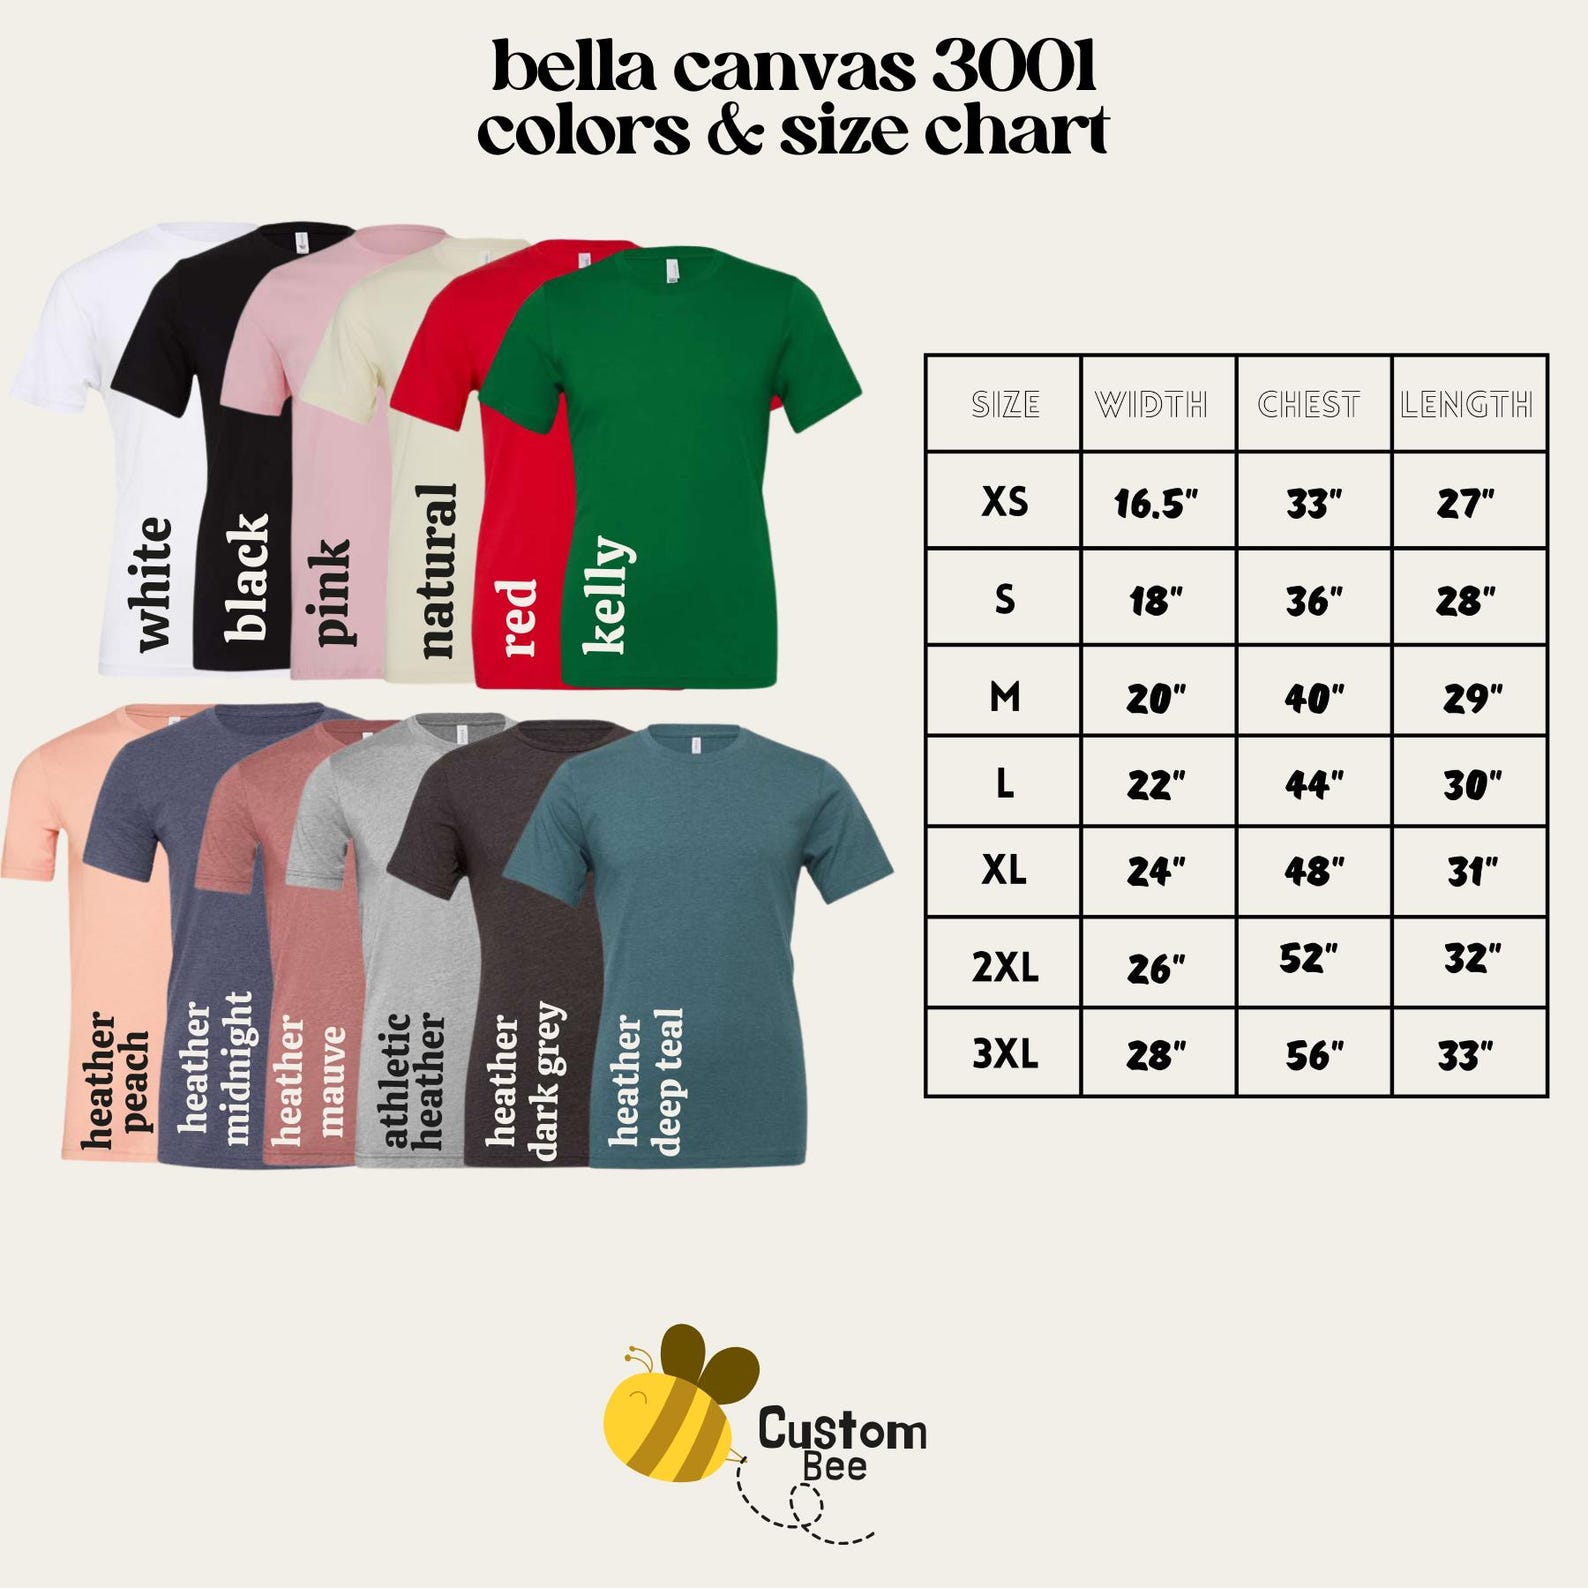 bella canvas 3001
colors & size chart
white
black
pink
natural
red
kelly
heather
peach
heather
midnight
heather
mauve
athletic
heather
heather
dark grey
heather
deep teal
SIZE WIDTH CHEST LENGTH
XS 16.5" 33" 27"
S 18" 36" 28"
M 20" 40" 29"
L 22" 44" 30"
XL 24" 48" 31"
2XL 26" 52" 32"
3XL 28" 56" 33"
Custom
Bee